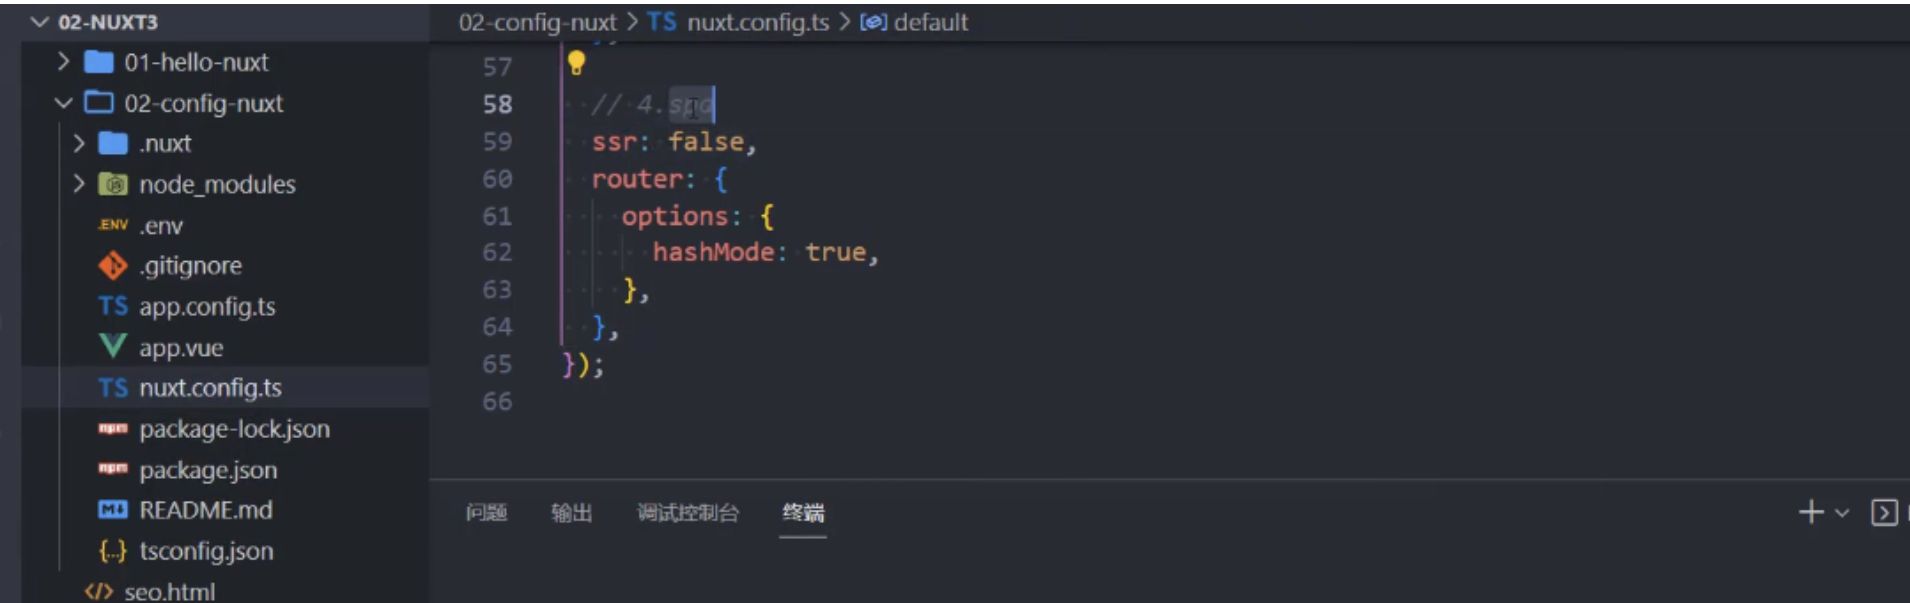 02-NUXT3
01-hello-nuxt
02-config-nuxt
.nuxt
node_modules
.ENV .env
.gitignore
TS app.config.ts
app.vue
TS nuxt.config.ts
npm package-lock.json
npm package.json
M↓ README.md
{..} tsconfig.json
</> seo.html
02-config-nuxt > TS nuxt.config.ts > default
57
58 // 4.spa
59 ssr: false,
60 router: {
61 options: {
62 hashMode: true,
63 },
64 },
65 });
66
问题 输出 调试控制台 终端